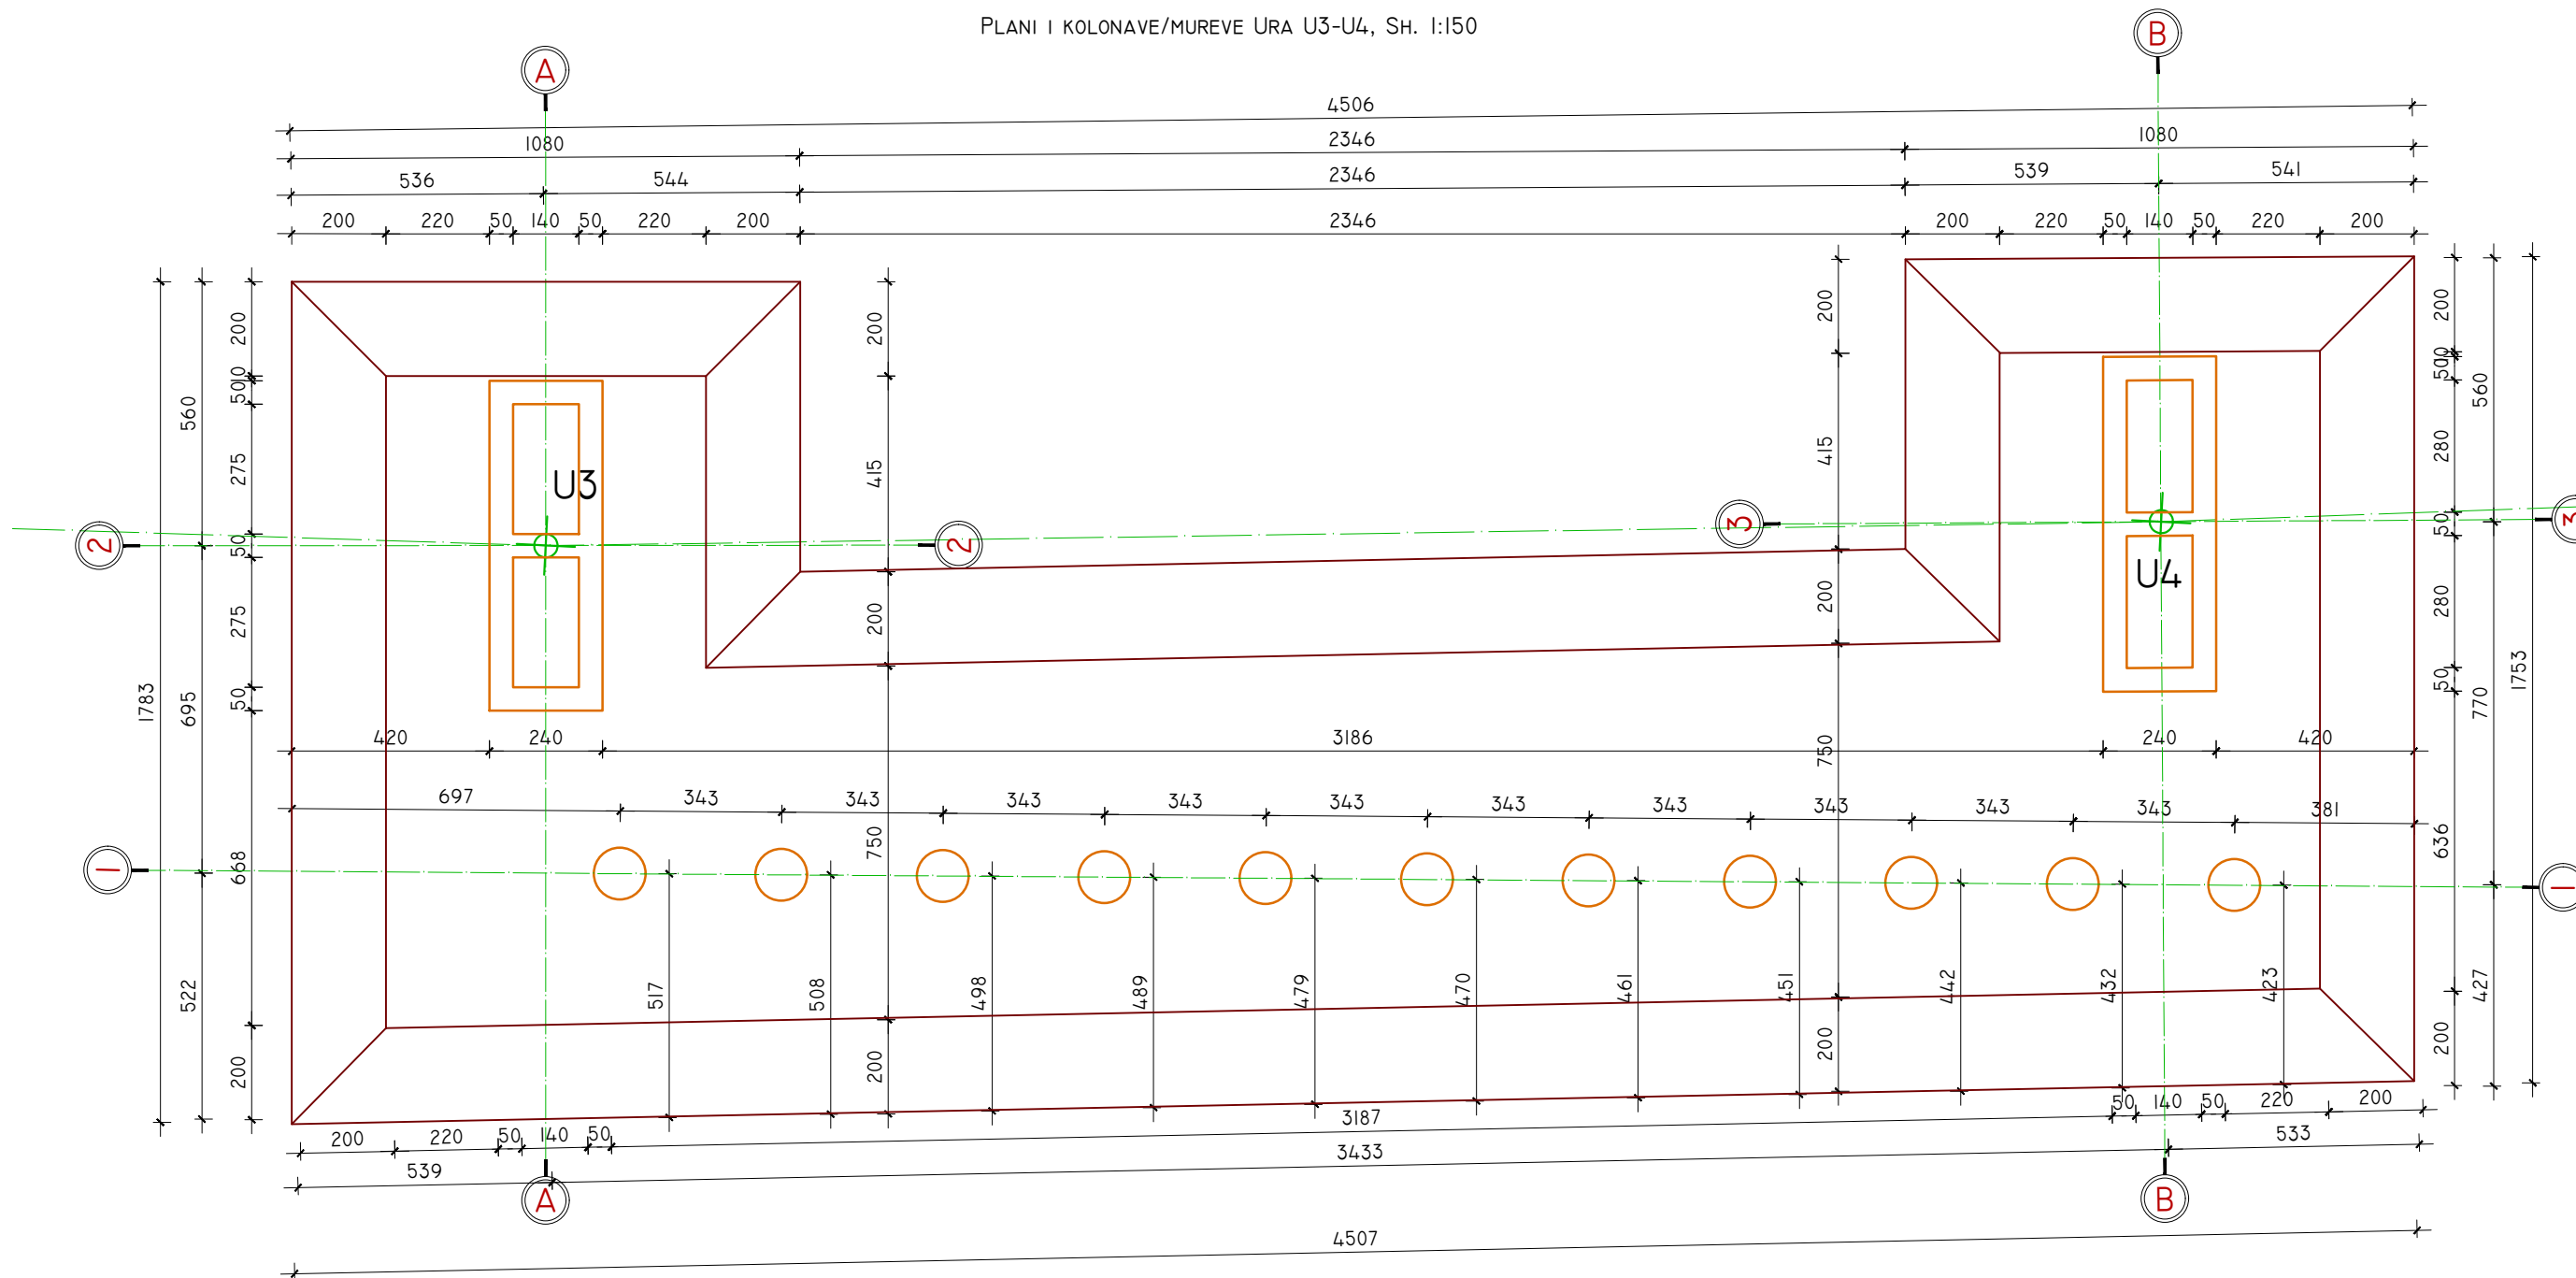 PLANI I KOLONAVE/MUREVE URA U3-U4, SH. 1:150
A B
4506
1080 2346 1080
536 544 2346 539 541
200 220 50 140 50 220 200 2346 200 220 50 140 50 220 200
1783
560 695 522
200 10 50 275 50 275 50 668 200
200 415 200 750 200
200 415 200 750 200
200 10 50 280 50 280 50 636 200
560 770 427
1753
U3
U4
2 2 3 3
420 240 3186 240 420
697 343 343 343 343 343 343 343 343 343 343 381
1 1
517 508 498 489 479 470 461 451 442 432 423
200 220 50 140 50 3187 50 140 50 220 200
539 3433 533
A B
4507